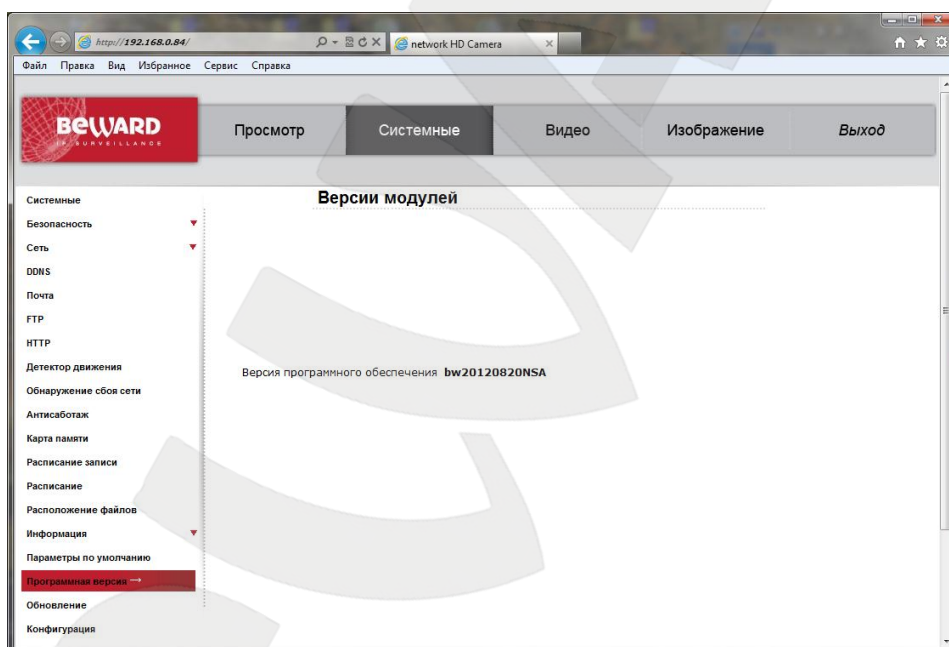 http://192.168.0.84/
network HD Camera
Файл Правка Вид Избранное Сервис Справка
BEWARD
IP SURVEILLANCE
Просмотр Системные Видео Изображение Выход
Версии модулей
Системные
Безопасность
Сеть
DDNS
Почта
FTP
HTTP
Детектор движения
Обнаружение сбоя сети
Антисаботаж
Карта памяти
Расписание записи
Расписание
Расположение файлов
Информация
Параметры по умолчанию
Программная версия →
Обновление
Конфигурация
Версия программного обеспечения bw20120820NSA